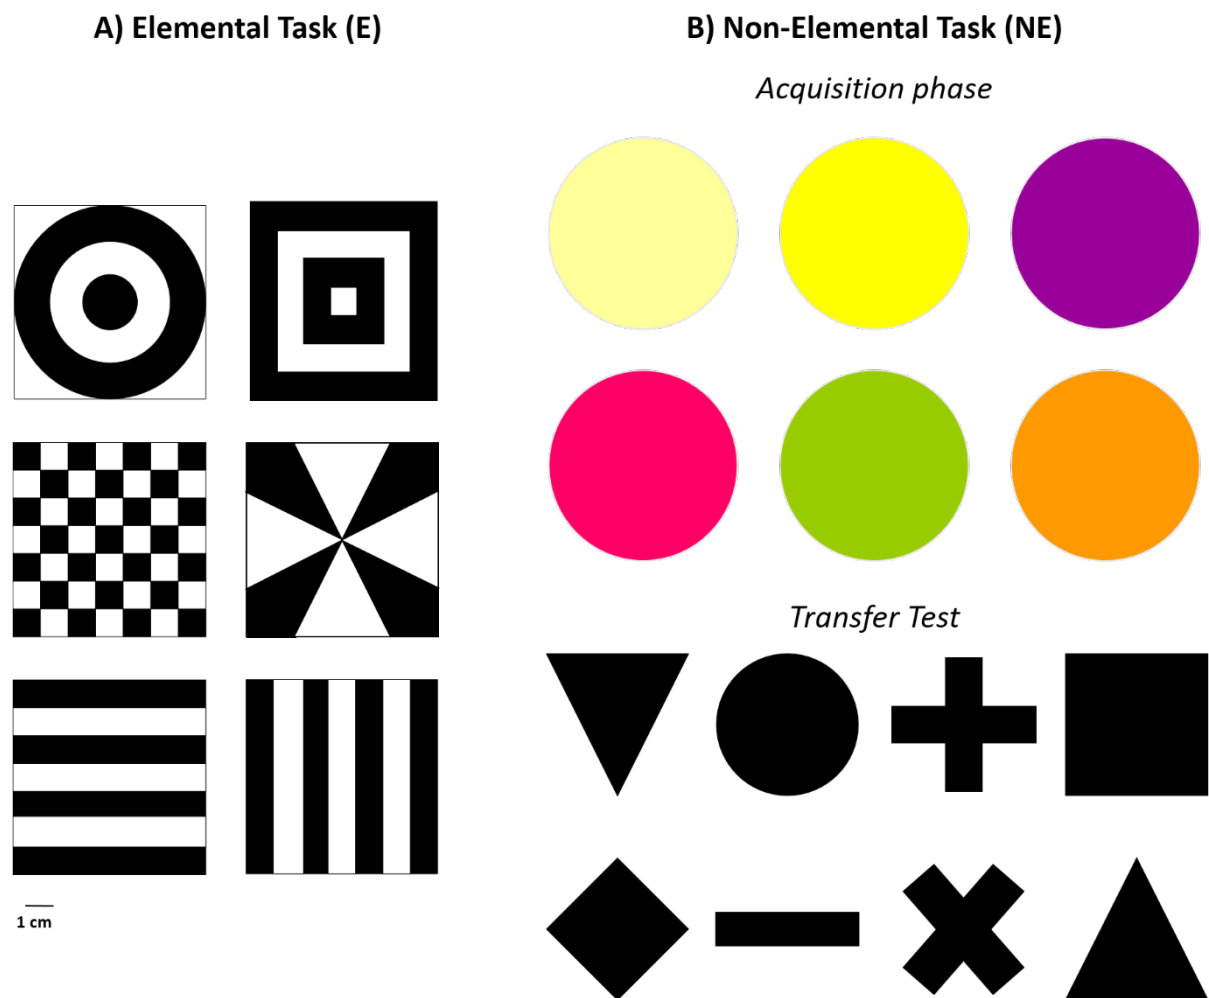 A) Elemental Task (E)
1 cm
B) Non-Elemental Task (NE)
Acquisition phase
Transfer Test